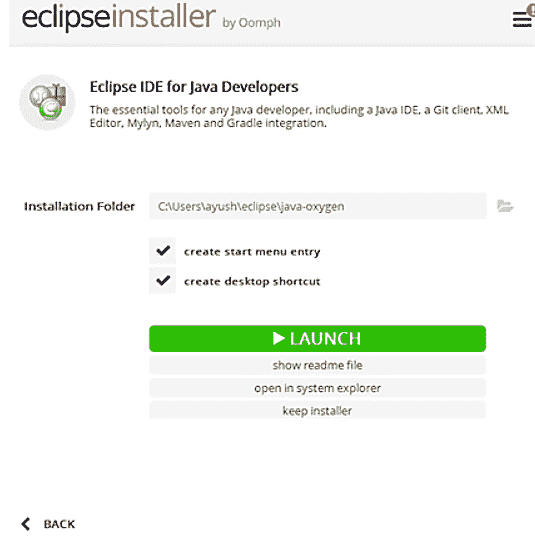 eclipseinstaller by Oomph
Eclipse IDE for Java Developers
The essential tools for any Java developer, including a Java IDE, a Git client, XML
Editor, Mylyn, Maven and Gradle integration.
Installation Folder C:\Users\ayush\eclipse\java-oxygen
create start menu entry
create desktop shortcut
LAUNCH
show readme file
open in system explorer
keep installer
BACK